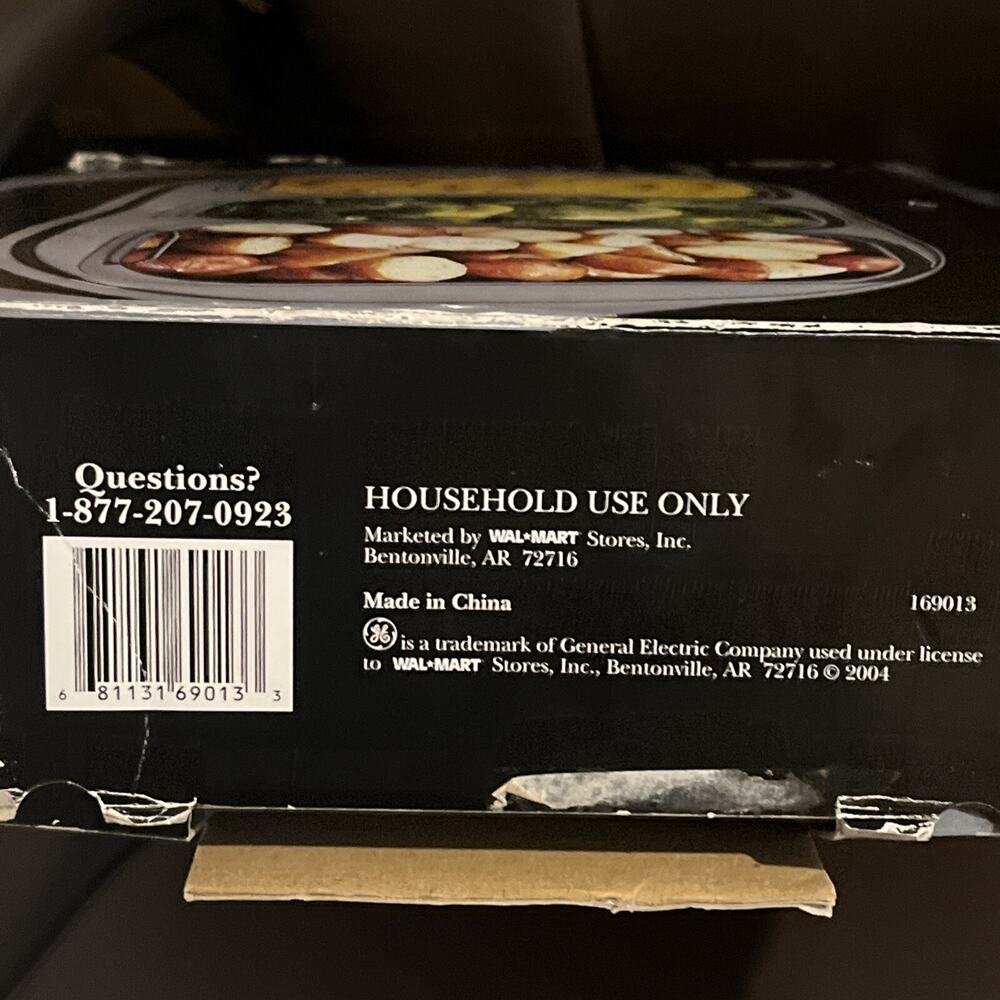 Questions?
1-877-207-0923
6 81131 69013 3
HOUSEHOLD USE ONLY
Marketed by WAL★MART Stores, Inc.
Bentonville, AR 72716
Made in China
169013
GE is a trademark of General Electric Company used under license
to WAL★MART Stores, Inc., Bentonville, AR 72716 © 2004